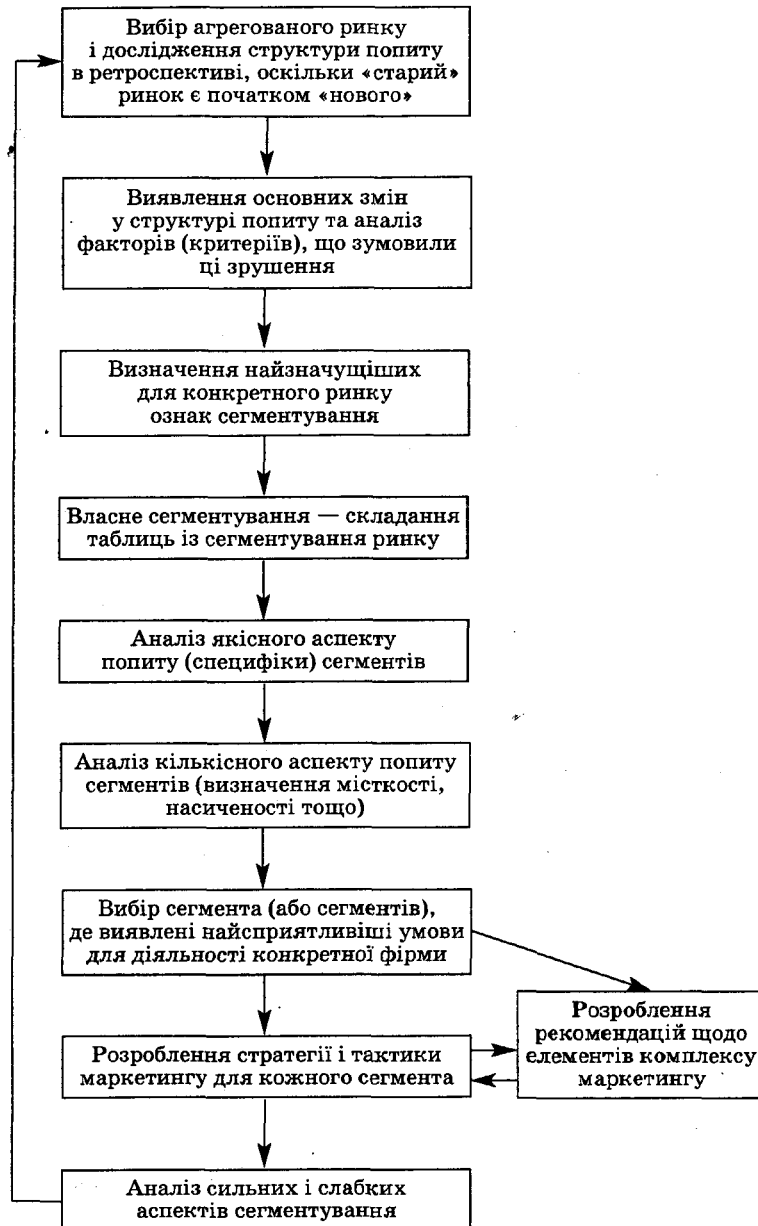 Вибір агрегованого ринку
і дослідження структури попиту
в ретроспективі, оскільки «старий»
ринок є початком «нового»
Виявлення основних змін
у структурі попиту та аналіз
факторів (критеріїв), що зумовили
ці зрушення
Визначення найзначущіших
для конкретного ринку
ознак сегментування
Власне сегментування — складання
таблиць із сегментування ринку
Аналіз якісного аспекту
попиту (специфіки) сегментів
Аналіз кількісного аспекту попиту
сегментів (визначення місткості,
насиченості тощо)
Вибір сегмента (або сегментів),
де виявлені найсприятливіші умови
для діяльності конкретної фірми
Розроблення стратегії і тактики
маркетингу для кожного сегмента
Розроблення
рекомендацій щодо
елементів комплексу
маркетингу
Аналіз сильних і слабких
аспектів сегментування